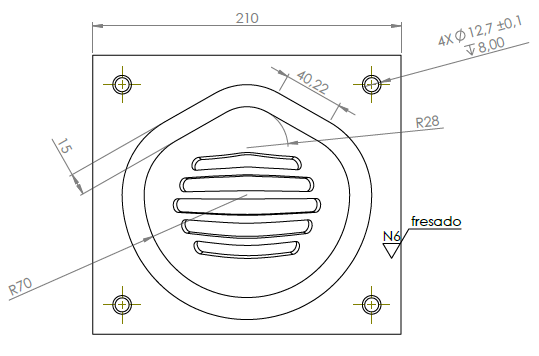 210
4X Ø 12,7 ±0,1
↧ 8,00
40,22
R28
15
fresado
N6
R70